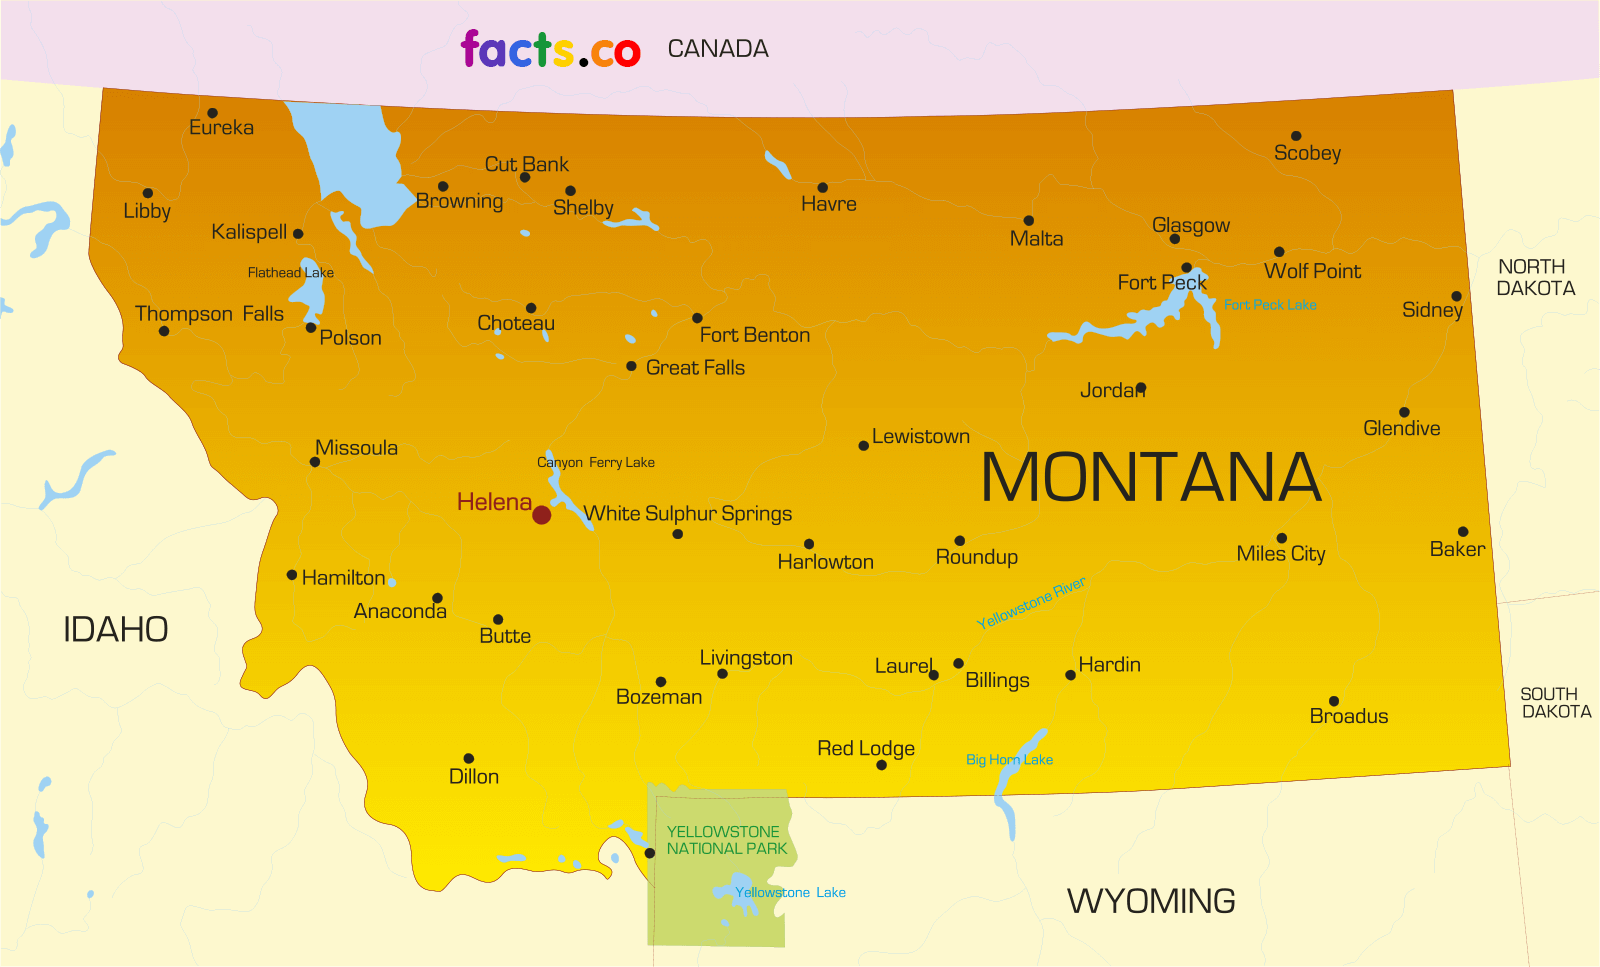 facts.co
CANADA
Eureka
Scobey
Cut Bank
Libby
Browning
Shelby
Havre
Kalispell
Malta
Glasgow
Flathead Lake
Fort Peck
Wolf Point
NORTH
DAKOTA
Thompson Falls
Fort Peck Lake
Sidney
Choteau
Polson
Fort Benton
Great Falls
Jordan
Glendive
Lewistown
Missoula
Canyon Ferry Lake
MONTANA
Helena
White Sulphur Springs
Harlowton
Roundup
Miles City
Baker
Hamilton
Anaconda
Yellowstone River
IDAHO
Butte
Livingston
Laurel
Billings
Hardin
Bozeman
SOUTH
DAKOTA
Broadus
Red Lodge
Big Horn Lake
Dillon
YELLOWSTONE
NATIONAL PARK
Yellowstone Lake
WYOMING